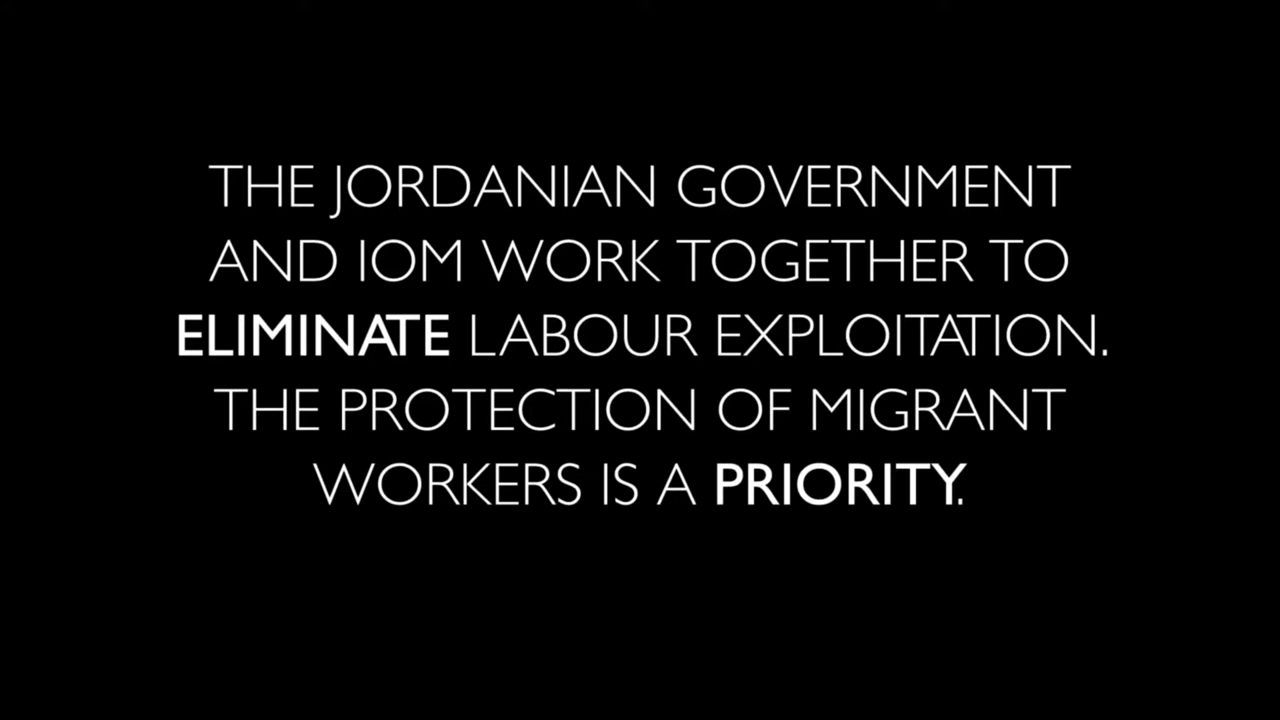 THE JORDANIAN GOVERNMENT
AND IOM WORK TOGETHER TO
ELIMINATE LABOUR EXPLOITATION.
THE PROTECTION OF MIGRANT
WORKERS IS A PRIORITY.